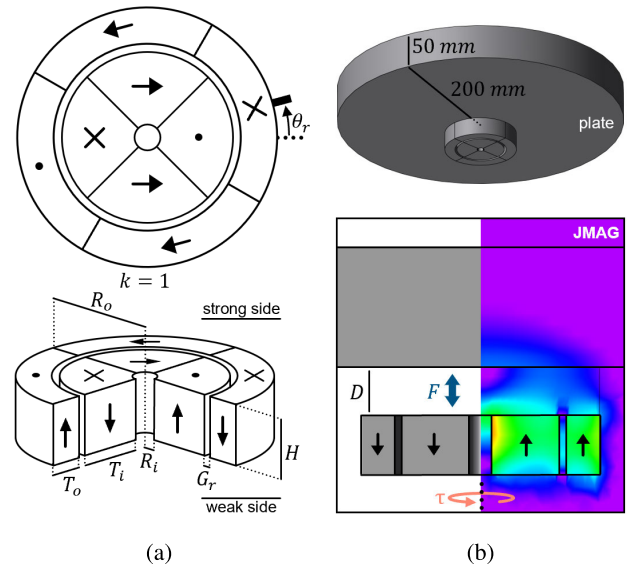 θr
k = 1
Ro
strong side
H
To
Ti
Ri
Gr
weak side
(a)
50 mm
200 mm
plate
JMAG
D
F
τ
(b)